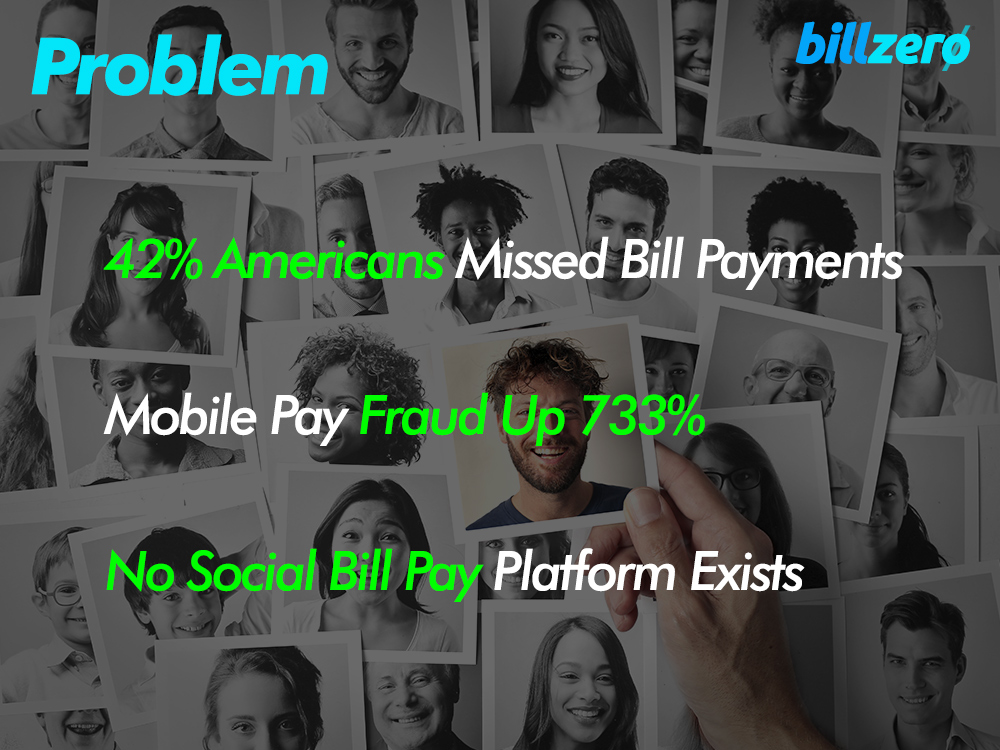 Problem
billzerø
42% Americans Missed Bill Payments
Mobile Pay Fraud Up 733%
No Social Bill Pay Platform Exists